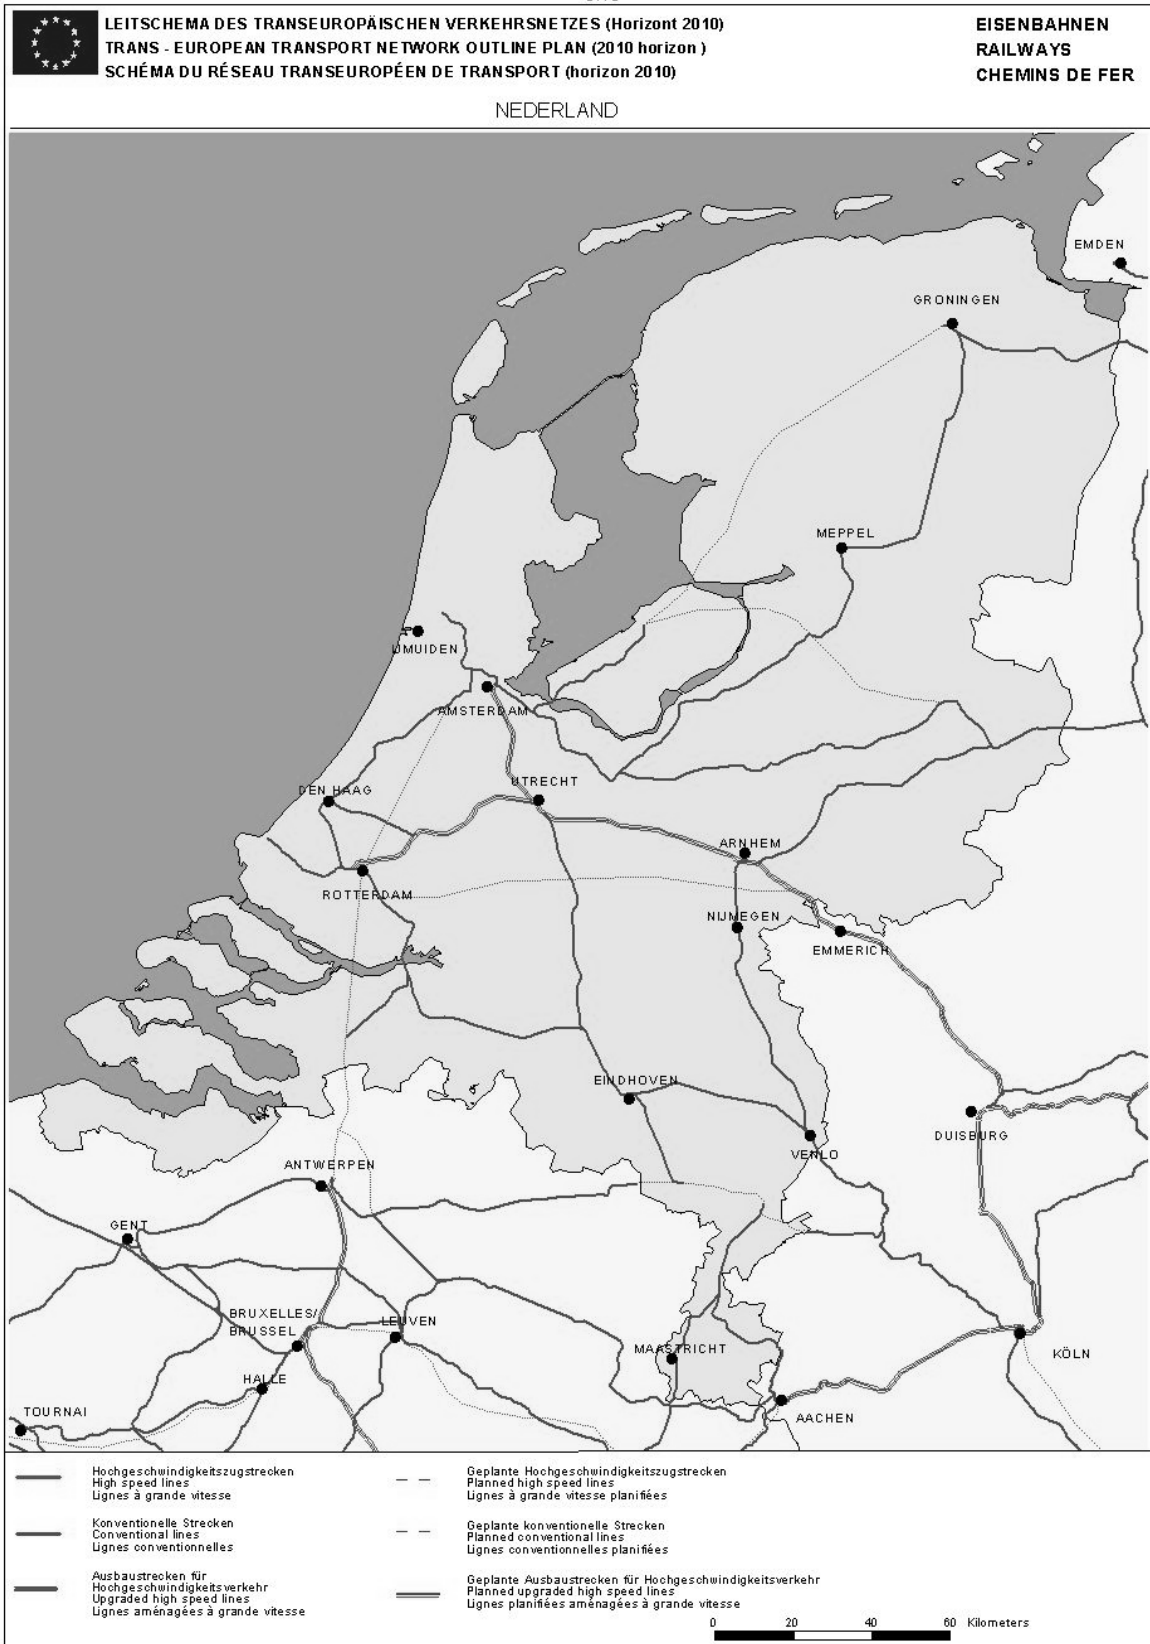 LEITSCHEMA DES TRANSEUROPÄISCHEN VERKEHRSNETZES (Horizont 2010)
TRANS - EUROPEAN TRANSPORT NETWORK OUTLINE PLAN (2010 horizon )
SCHÉMA DU RÉSEAU TRANSEUROPÉEN DE TRANSPORT (horizon 2010)
EISENBAHNEN
RAILWAYS
CHEMINS DE FER
NEDERLAND
EMDEN
GRONINGEN
MEPPEL
IJMUIDEN
AMSTERDAM
UTRECHT
DEN HAAG
ARNHEM
ROTTERDAM
NIJMEGEN
EMMERICH
EINDHOVEN
DUISBURG
VENLO
ANTWERPEN
GENT
BRUXELLES/
BRUSSEL
LEUVEN
MAASTRICHT
KÖLN
HALLE
TOURNAI
AACHEN
Hochgeschwindigkeitszugstrecken
High speed lines
Lignes à grande vitesse
Konventionelle Strecken
Conventional lines
Lignes conventionnelles
Ausbaustrecken für
Hochgeschwindigkeitsverkehr
Upgraded high speed lines
Lignes aménagées à grande vitesse
Geplante Hochgeschwindigkeitszugstrecken
Planned high speed lines
Lignes à grande vitesse planifiées
Geplante konventionelle Strecken
Planned conventional lines
Lignes conventionnelles planifiées
Geplante Ausbaustrecken für Hochgeschwindigkeitsverkehr
Planned upgraded high speed lines
Lignes planifiées aménagées à grande vitesse
0 20 40 60 Kilometers